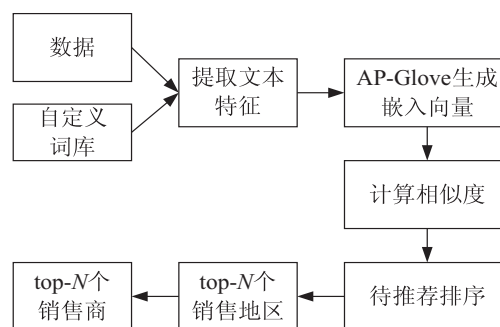 数据
自定义
词库
提取文本
特征
AP-Glove生成
嵌入向量
计算相似度
待推荐排序
top-N个
销售地区
top-N个
销售商